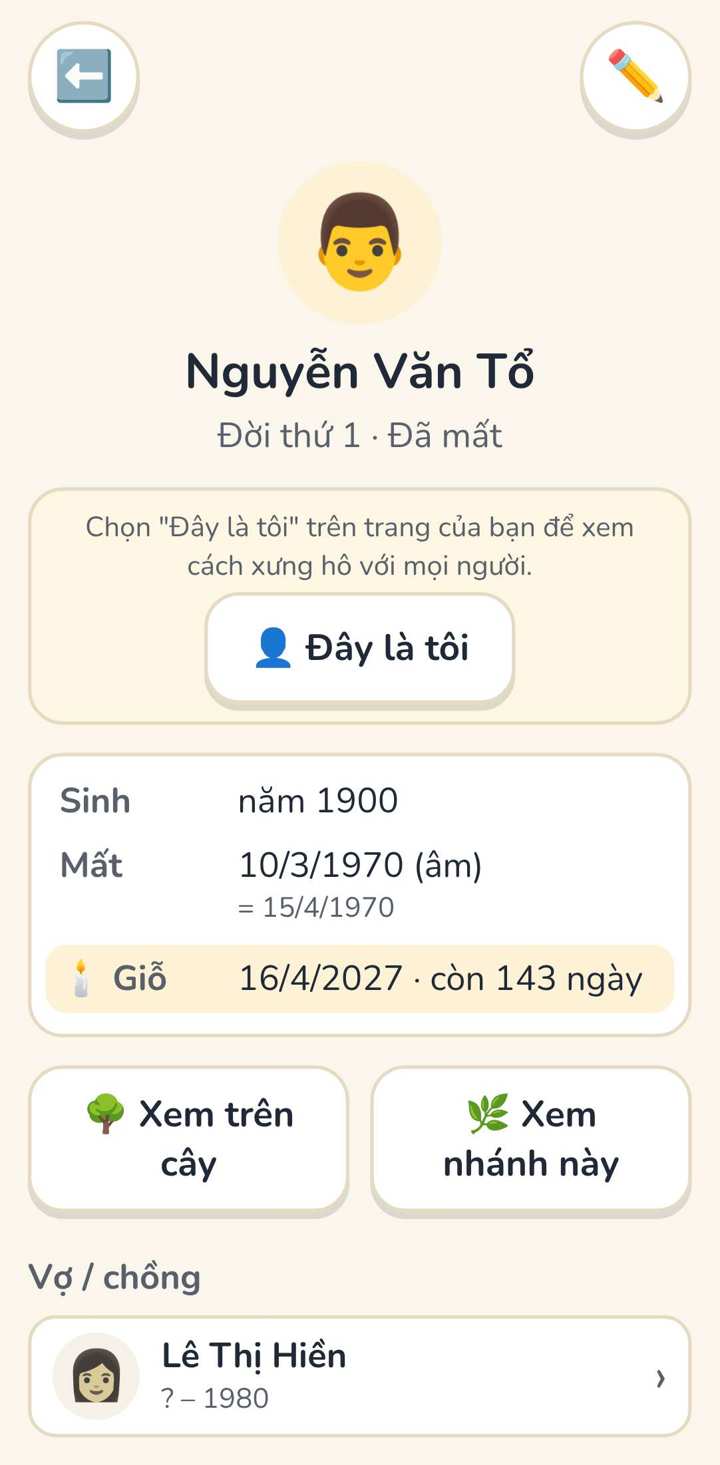 Nguyễn Văn Tổ
Đời thứ 1 · Đã mất
Chọn "Đây là tôi" trên trang của bạn để xem
cách xưng hô với mọi người.
Đây là tôi
Sinh năm 1900
Mất 10/3/1970 (âm)
= 15/4/1970
Giỗ 16/4/2027 · còn 143 ngày
Xem trên
cây
Xem
nhánh này
Vợ / chồng
Lê Thị Hiền
? – 1980